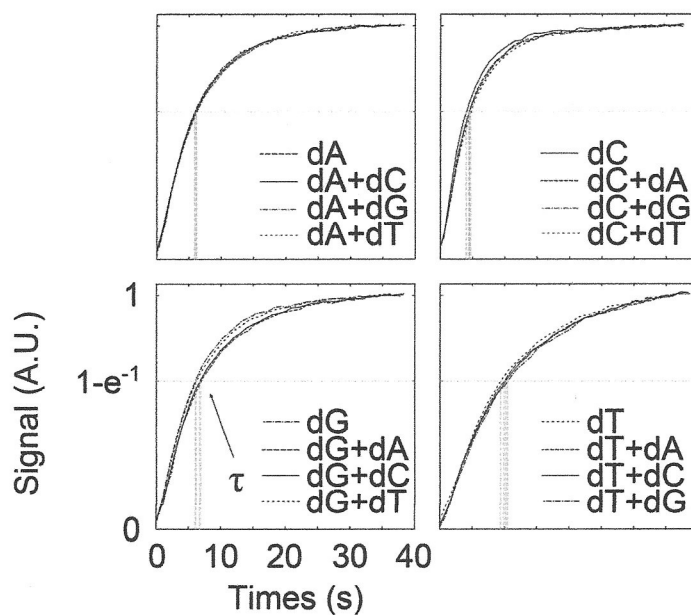 dA
dA+dC
dA+dG
dA+dT
dC
dC+dA
dC+dG
dC+dT
1
1-e⁻¹
0
Signal (A.U.)
τ
dG
dG+dA
dG+dC
dG+dT
dT
dT+dA
dT+dC
dT+dG
0 10 20 30 40
Times (s)